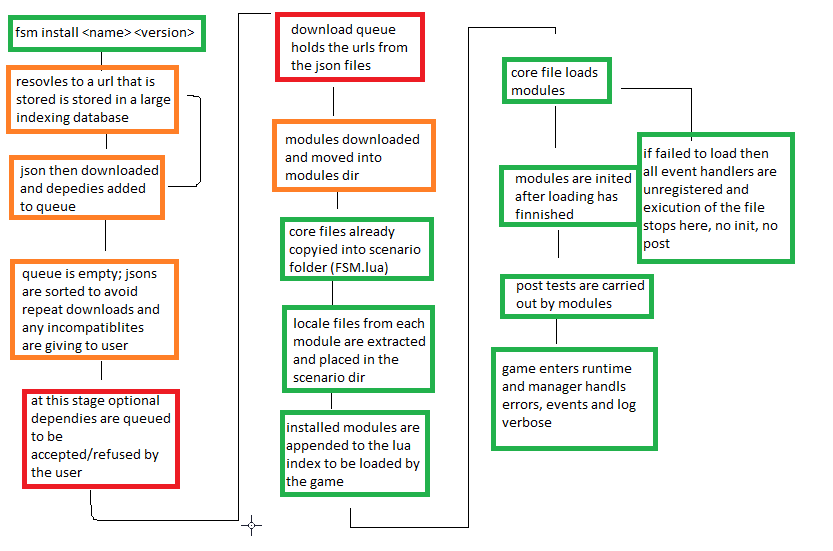 fsm install <name> <version>
resovles to a url that is
stored is stored in a large
indexing database
json then downloaded
and depedies added
to queue
queue is empty; jsons
are sorted to avoid
repeat downloads and
any incompatiblites
are giving to user
at this stage optional
dependies are queued
to be
accepted/refused by
the user
download queue
holds the urls from
the json files
modules downloaded
and moved into
modules dir
core files already
copyied into scenario
folder (FSM.lua)
locale files from each
module are extracted
and placed in the
scenario dir
installed modules are
appended to the lua
index to be loaded by
the game
core file loads
modules
if failed to load then
all event handlers are
unregistered and
exicution of the file
stops here, no init, no
post
modules are inited
after loading has
finnished
post tests are carried
out by modules
game enters runtime
and manager handls
errors, events and log
verbose